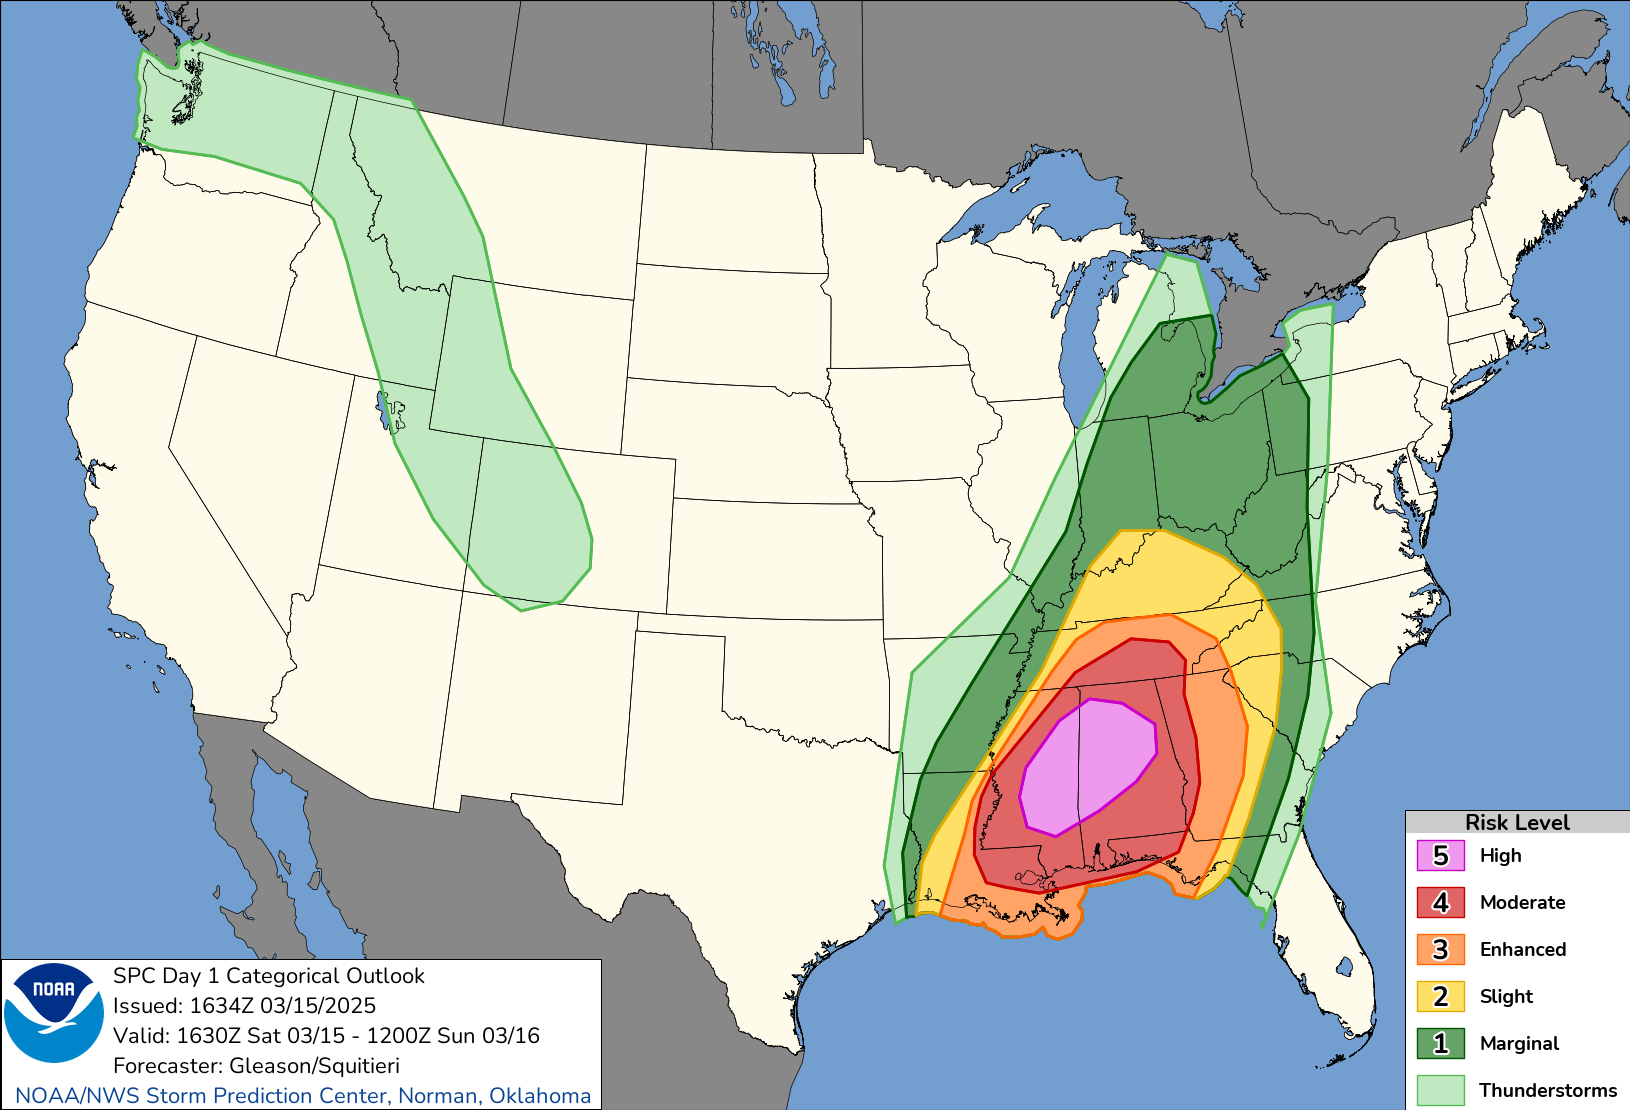 Risk Level
5 High
4 Moderate
3 Enhanced
2 Slight
1 Marginal
Thunderstorms
NOAA
SPC Day 1 Categorical Outlook
Issued: 1634Z 03/15/2025
Valid: 1630Z Sat 03/15 - 1200Z Sun 03/16
Forecaster: Gleason/Squitieri
NOAA/NWS Storm Prediction Center, Norman, Oklahoma